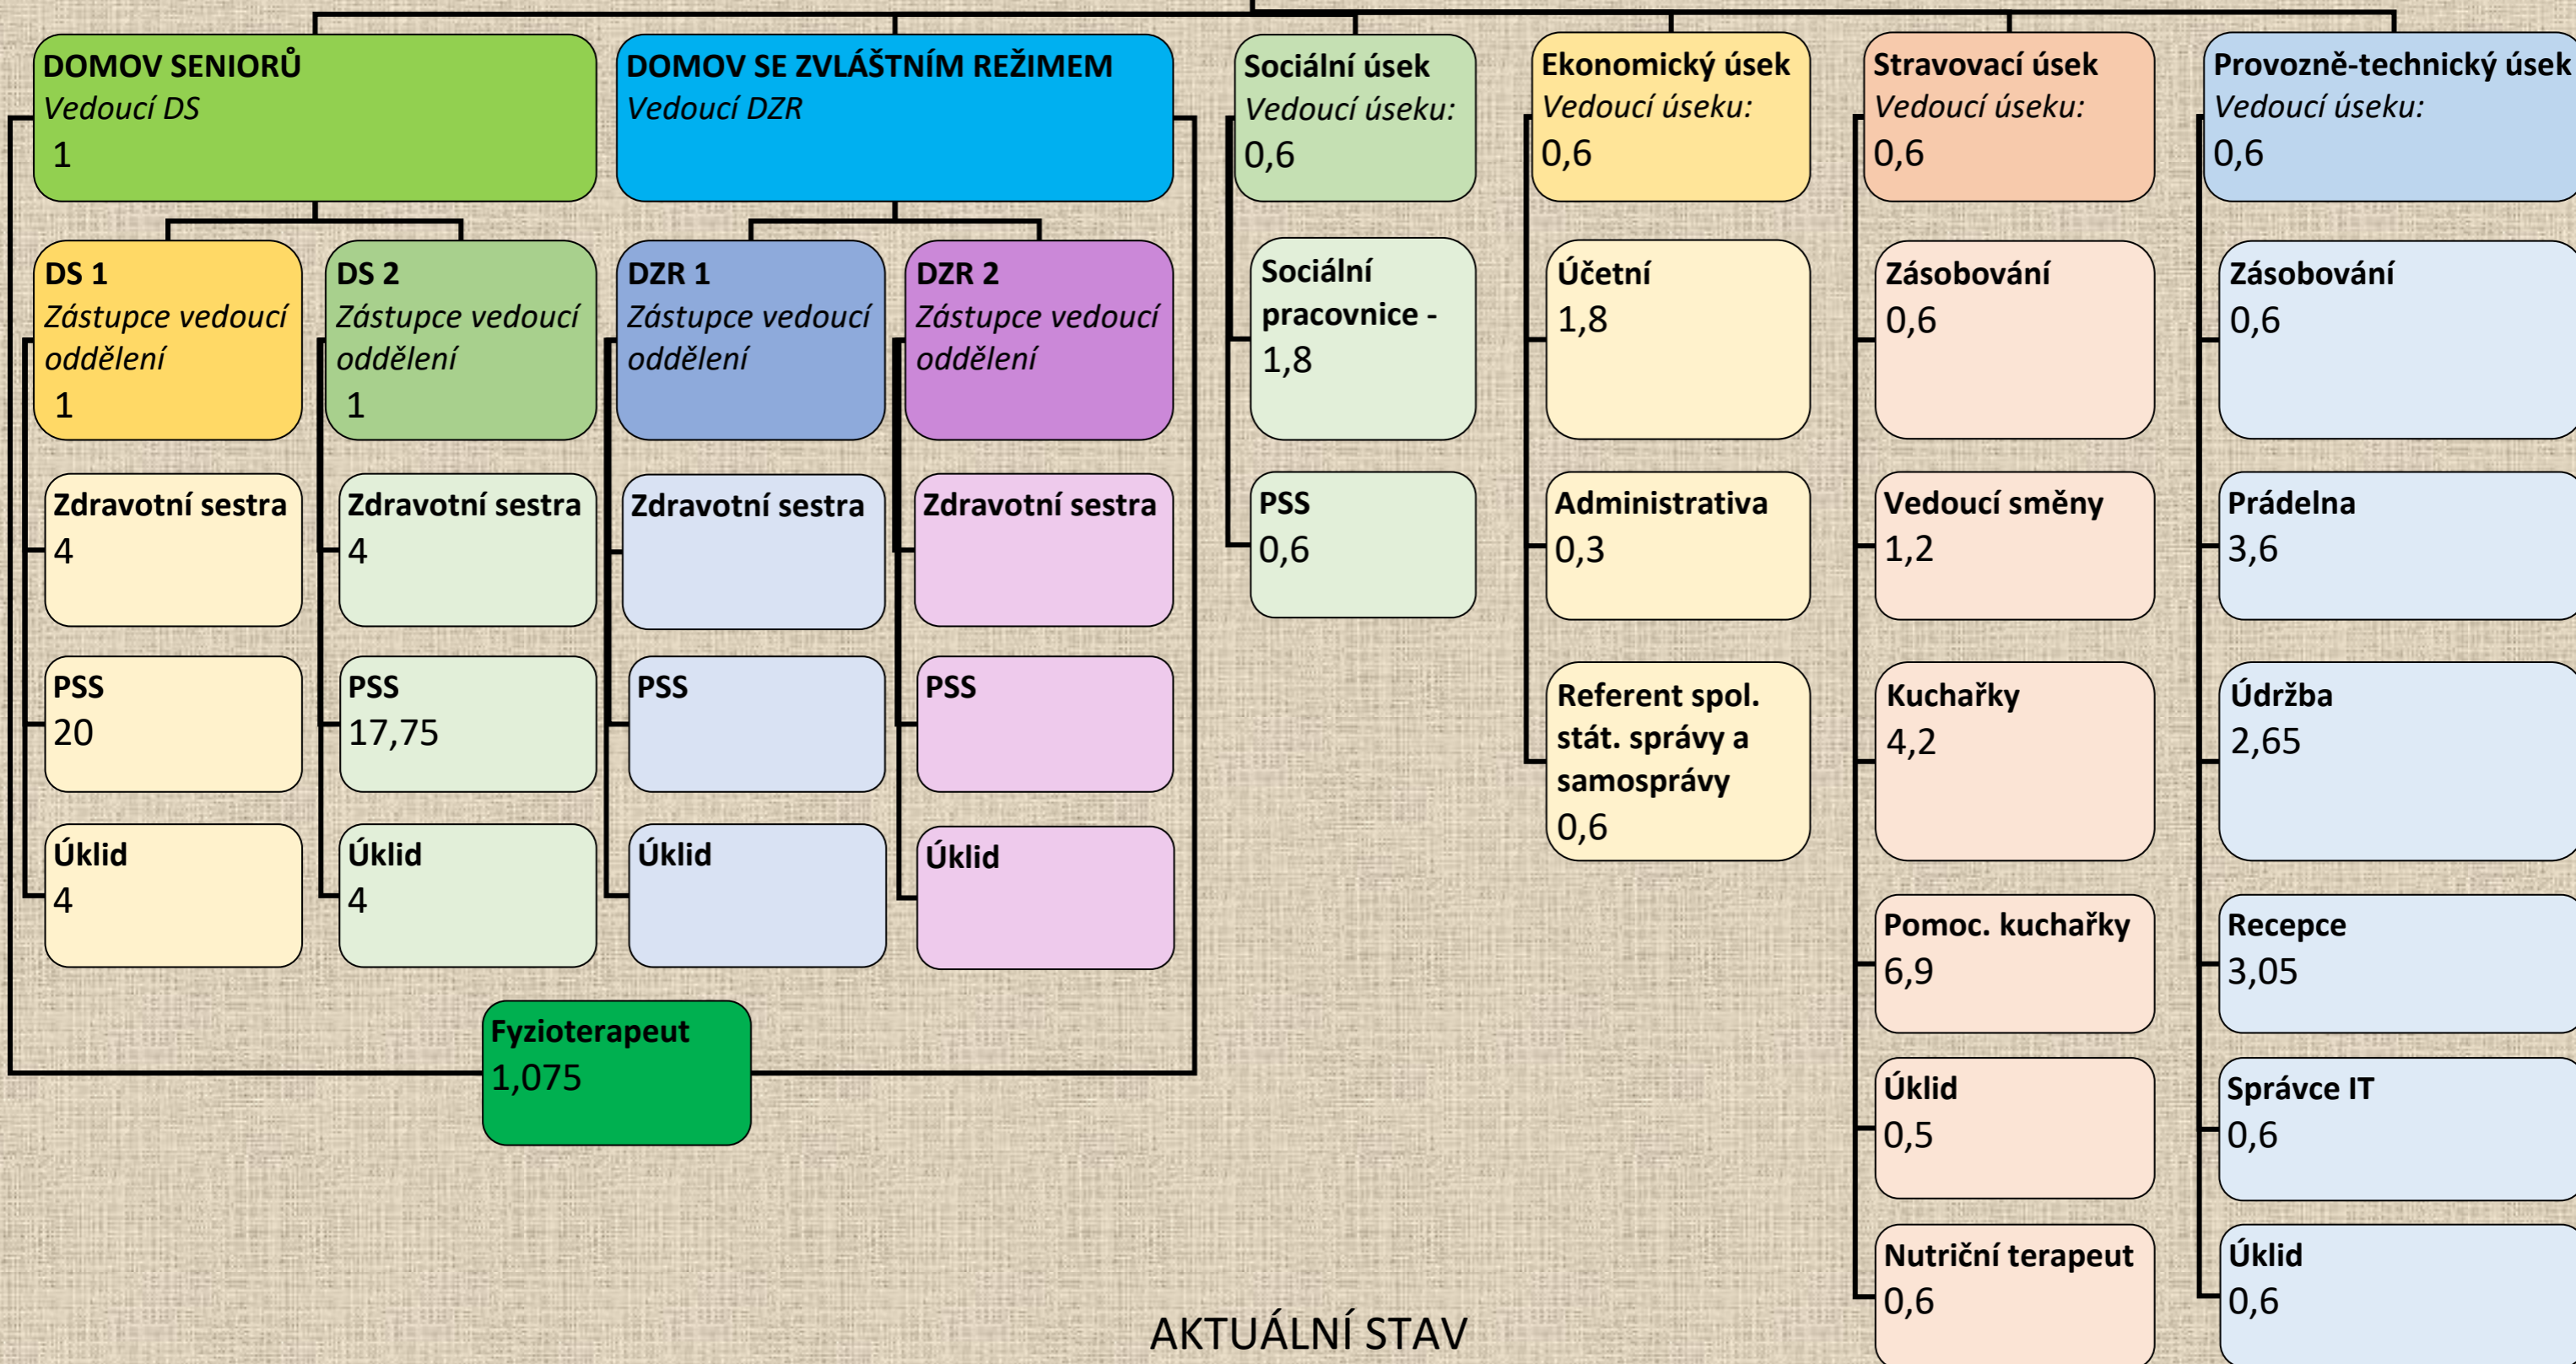 DOMOV SENIORŮ
Vedoucí DS
1
DOMOV SE ZVLÁŠTNÍM REŽIMEM
Vedoucí DZR
Sociální úsek
Vedoucí úseku:
0,6
Ekonomický úsek
Vedoucí úseku:
0,6
Stravovací úsek
Vedoucí úseku:
0,6
Provozně-technický úsek
Vedoucí úseku:
0,6
DS 1
Zástupce vedoucí
oddělení
1
DS 2
Zástupce vedoucí
oddělení
1
DZR 1
Zástupce vedoucí
oddělení
DZR 2
Zástupce vedoucí
oddělení
Sociální
pracovnice -
1,8
Účetní
1,8
Zásobování
0,6
Zásobování
0,6
Zdravotní sestra
4
Zdravotní sestra
4
Zdravotní sestra
Zdravotní sestra
PSS
0,6
Administrativa
0,3
Vedoucí směny
1,2
Prádelna
3,6
PSS
20
PSS
17,75
PSS
PSS
Referent spol.
stát. správy a
samosprávy
0,6
Kuchařky
4,2
Údržba
2,65
Úklid
4
Úklid
4
Úklid
Úklid
Pomoc. kuchařky
6,9
Recepce
3,05
Fyzioterapeut
1,075
Úklid
0,5
Správce IT
0,6
Nutriční terapeut
0,6
Úklid
0,6
AKTUÁLNÍ STAV